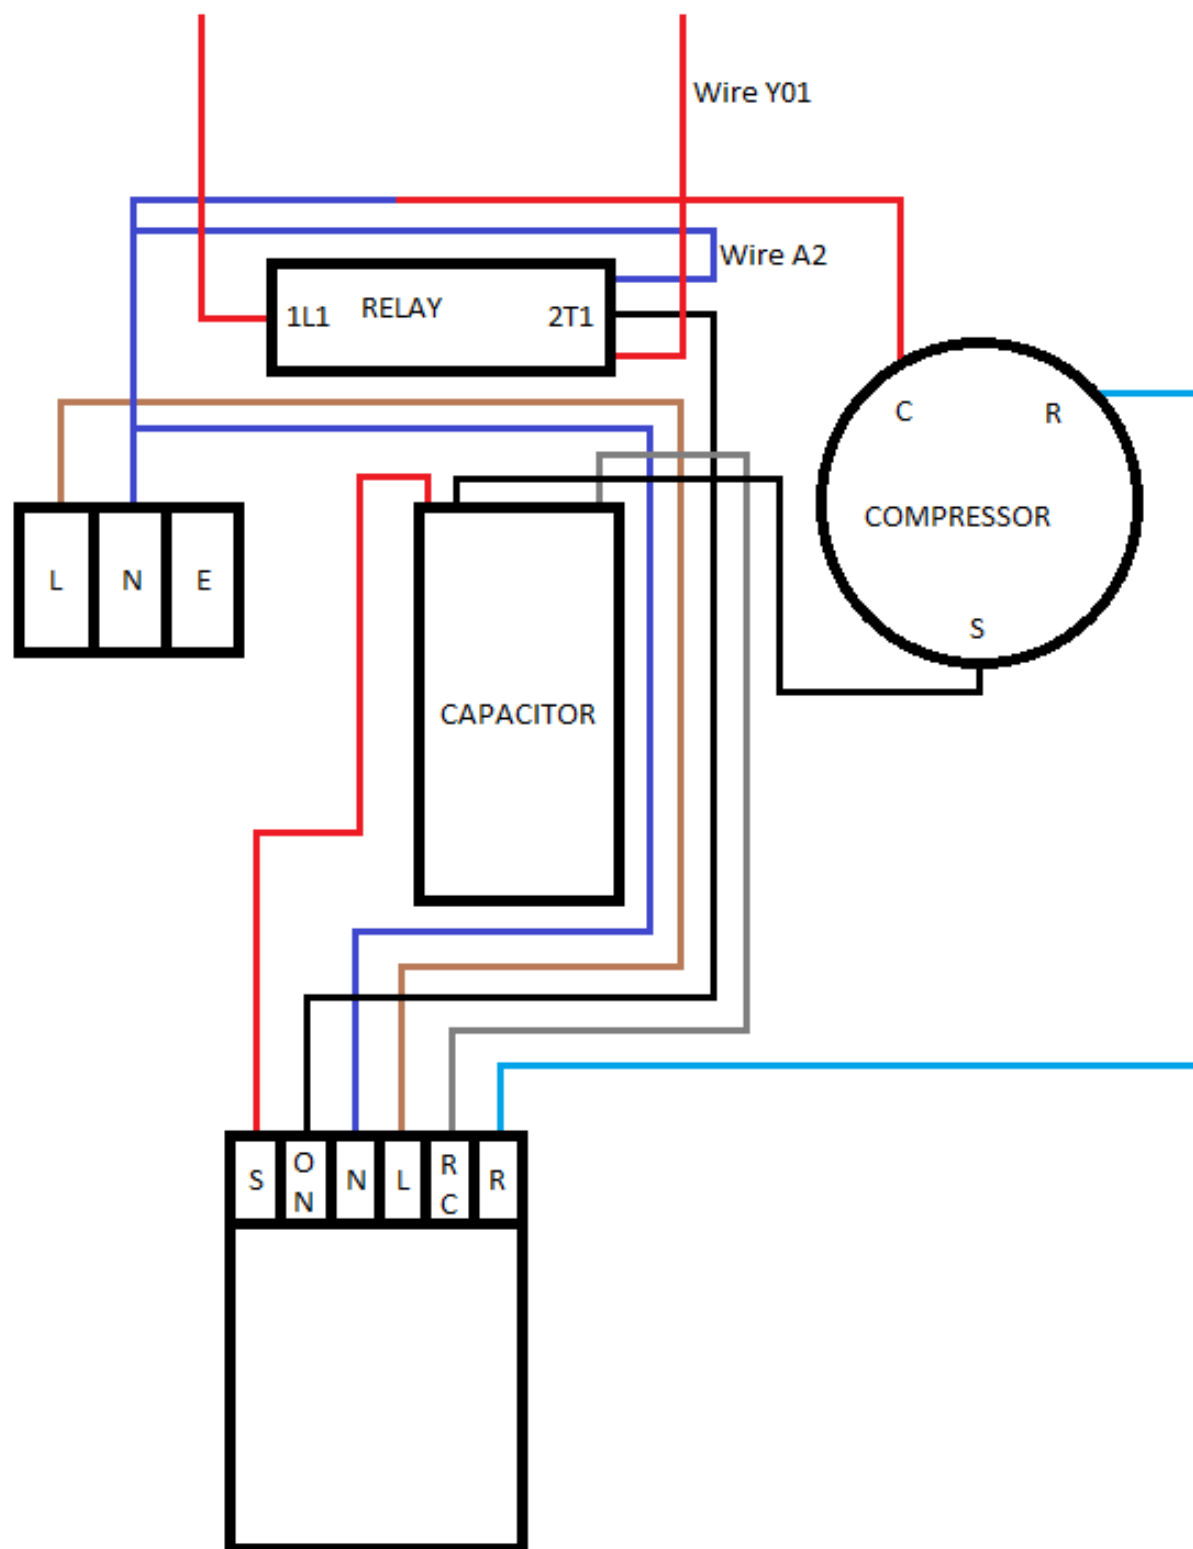 Wire Y01
Wire A2
1L1
RELAY
2T1
C
R
COMPRESSOR
S
L
N
E
CAPACITOR
S
O
N
N
L
R
C
R